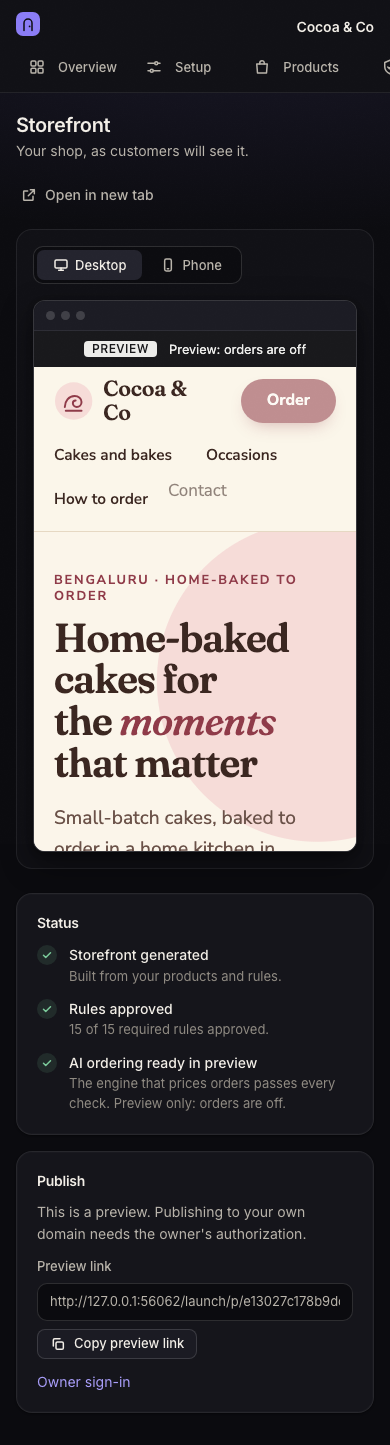 Cocoa & Co
Overview
Setup
Products
Storefront
Your shop, as customers will see it.
Open in new tab
Desktop
Phone
PREVIEW
Preview: orders are off
Cocoa &
Co
Order
Cakes and bakes
Occasions
How to order
Contact
BENGALURU · HOME-BAKED TO
ORDER
Home-baked
cakes for
the moments
that matter
Small-batch cakes, baked to
order in a home kitchen in
Status
Storefront generated
Built from your products and rules.
Rules approved
15 of 15 required rules approved.
AI ordering ready in preview
The engine that prices orders passes every
check. Preview only: orders are off.
Publish
This is a preview. Publishing to your own
domain needs the owner's authorization.
Preview link
http://127.0.0.1:56062/launch/p/e13027c178b9d
Copy preview link
Owner sign-in